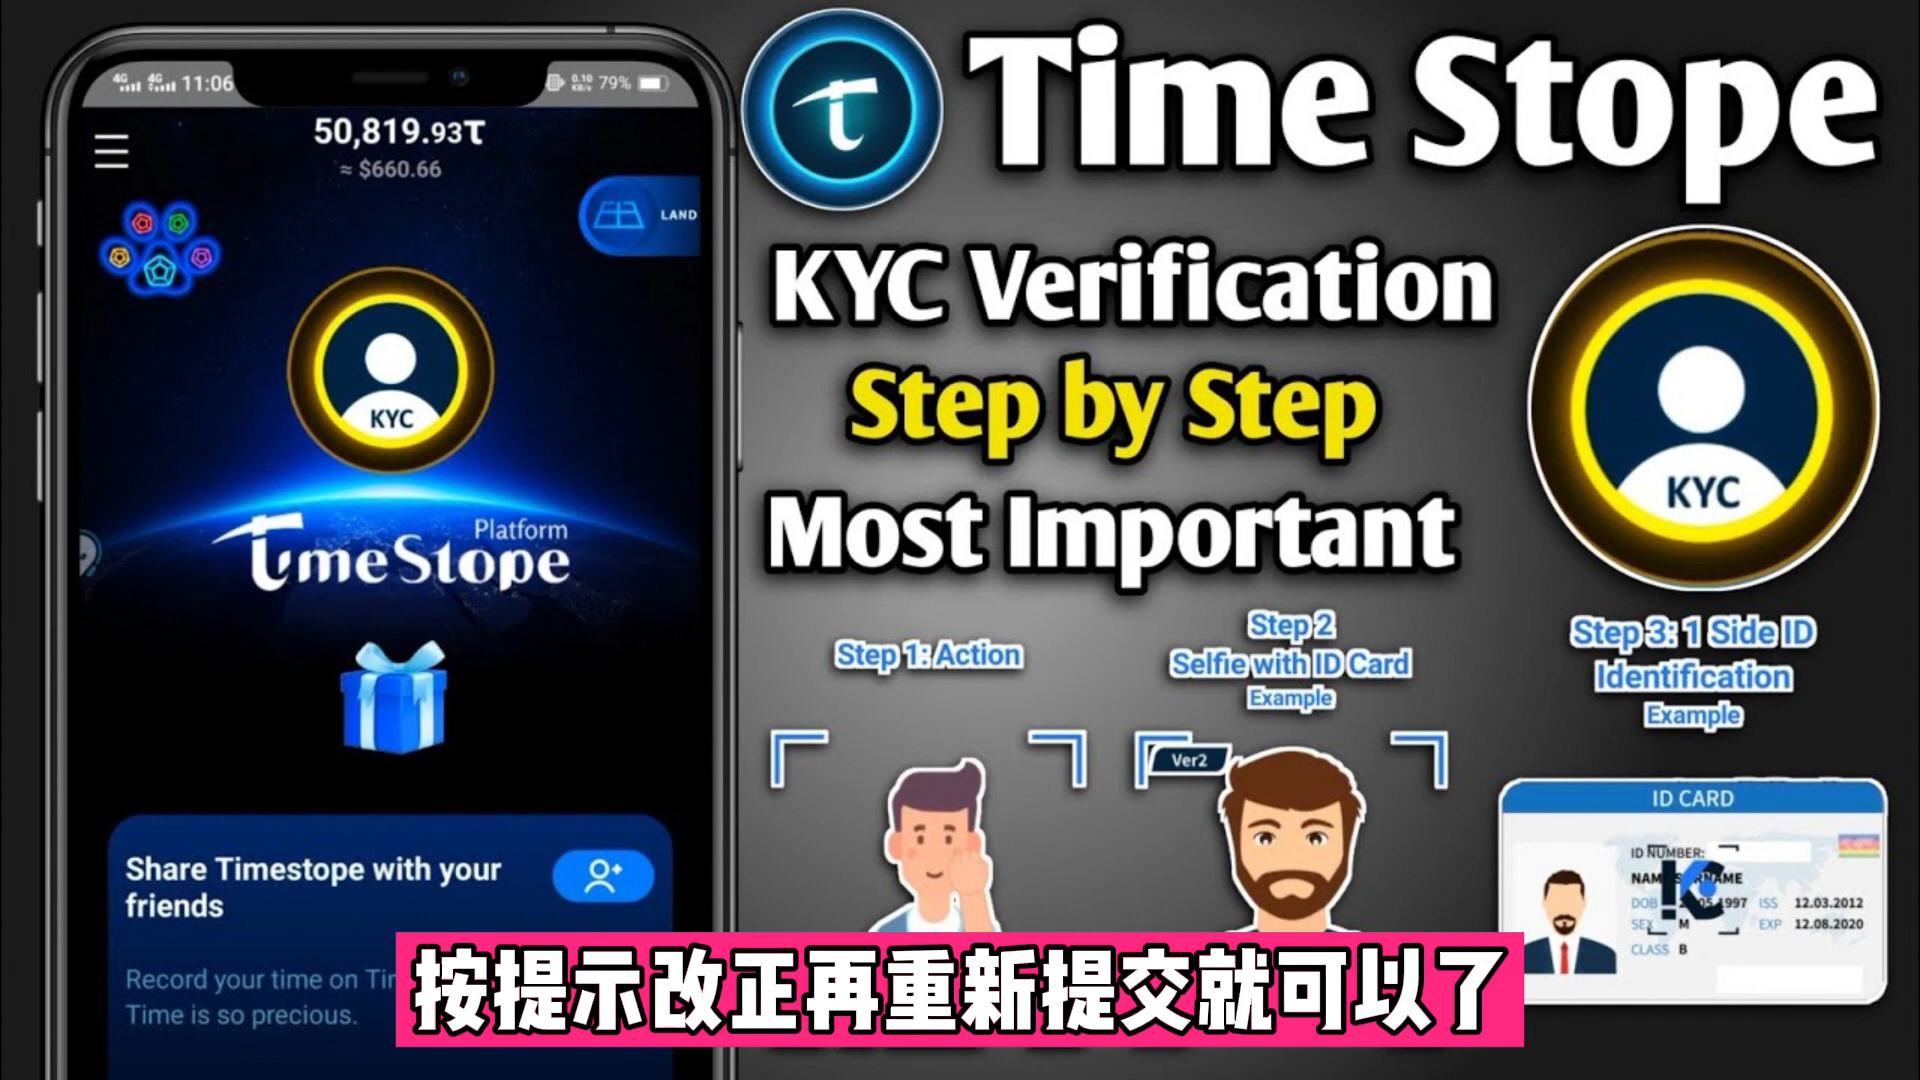 4G 4G 11:06
0.10 KB/s 79%
50,819.93τ
≈ $660.66
LAND
KYC
Platform
TimeStope
Share Timestope with your
friends
Record your time on
Time is so precious.
t Time Stope
KYC Verification
Step by Step
Most Important
KYC
Step 1: Action
Step 2
Selfie with ID Card
Example
Ver2
Step 3: 1 Side ID
Identification
Example
ID CARD
ID NUMBER:
DOB 1997 ISS 12.03.2012
SEX M EXP 12.08.2020
CLASS B
按提示改正再重新提交就可以了